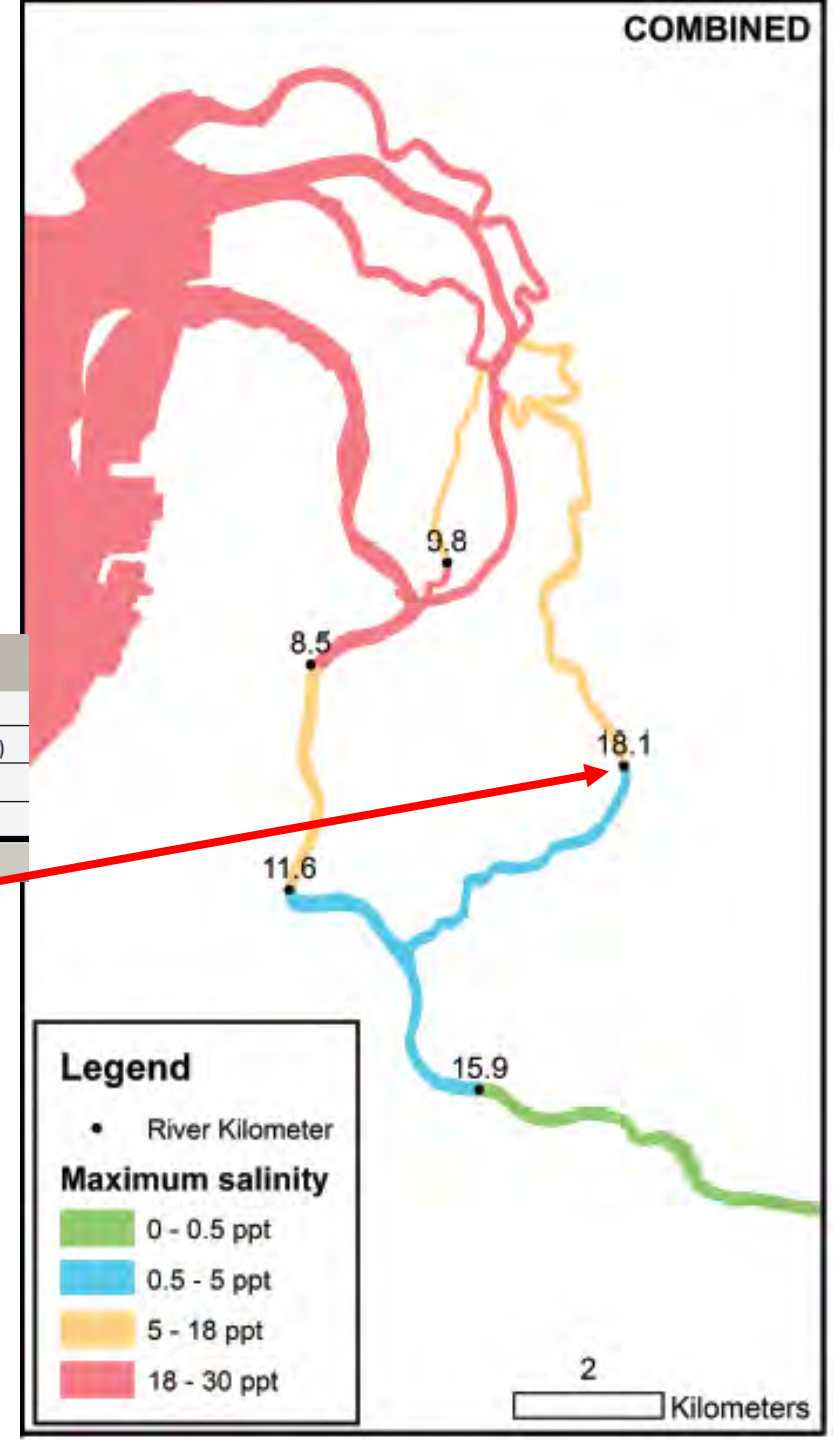 COMBINED
9.8
8.5
)
18.1
11.6
15.9
Legend
River Kilometer
Maximum salinity
0 - 0.5 ppt
0.5 - 5 ppt
5 - 18 ppt
18 - 30 ppt
2
Kilometers